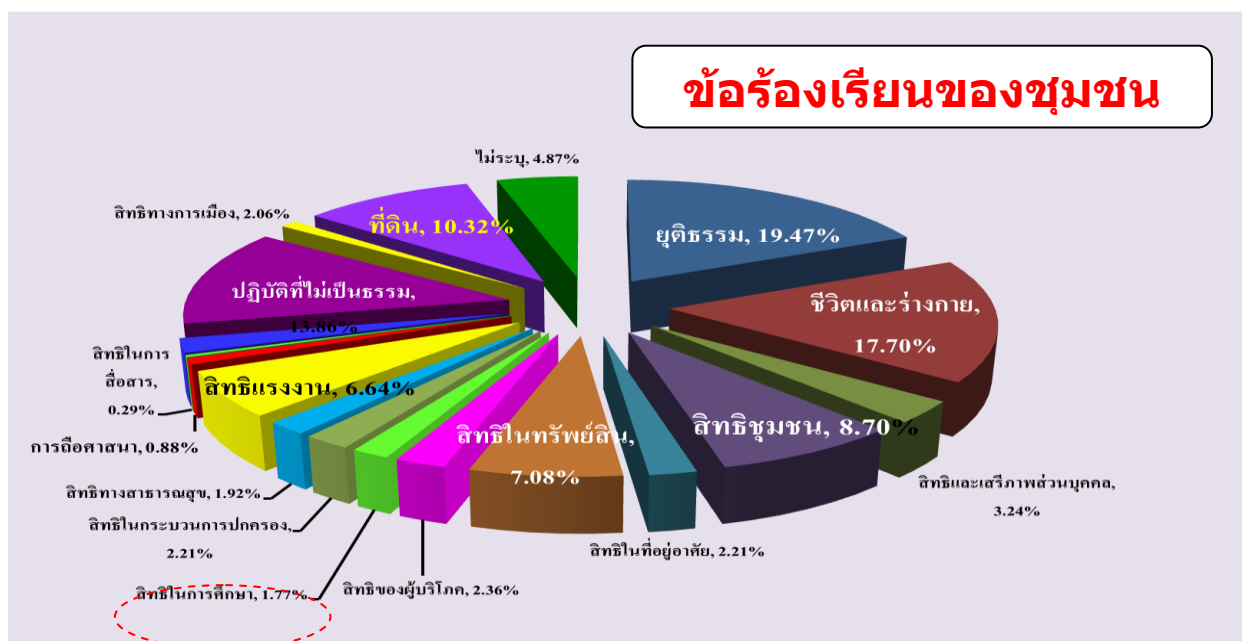 ข้อร้องเรียนของชุมชน
ไม่ระบุ, 4.87%
สิทธิทางการเมือง, 2.06%
ที่ดิน, 10.32%
ยุติธรรม, 19.47%
ปฏิบัติที่ไม่เป็นธรรม,
13.86%
ชีวิตและร่างกาย,
17.70%
สิทธิในการ
สื่อสาร,
0.29%
สิทธิแรงงาน, 6.64%
สิทธิในทรัพย์สิน,
7.08%
สิทธิชุมชน, 8.70%
การถือศาสนา, 0.88%
สิทธิทางสาธารณสุข, 1.92%
สิทธิและเสรีภาพส่วนบุคคล,
3.24%
สิทธิในกระบวนการปกครอง,
2.21%
สิทธิในที่อยู่อาศัย, 2.21%
สิทธิในการศึกษา, 1.77%
สิทธิของผู้บริโภค, 2.36%